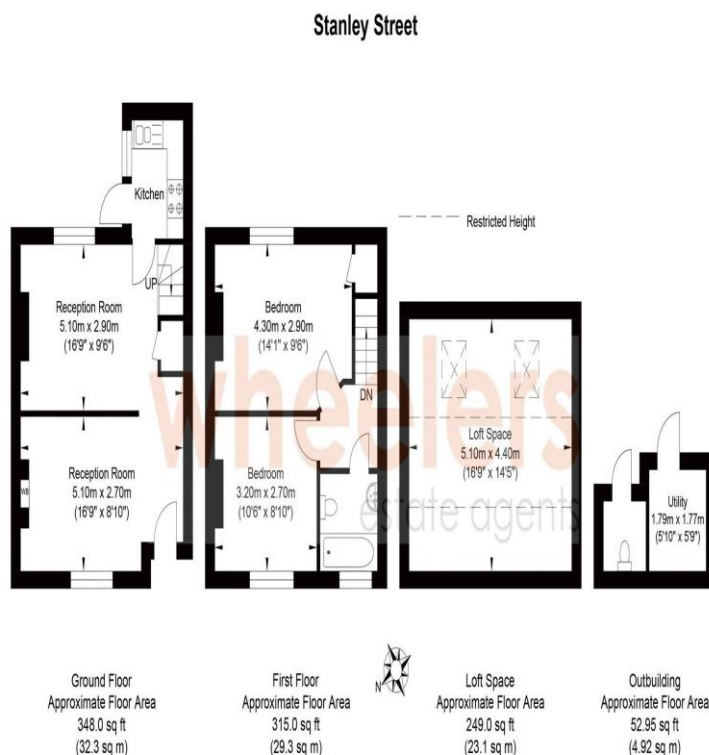 Stanley Street
Kitchen
Restricted Height
UP
Reception Room
5.10m x 2.90m
(16'9" x 9'6")
Bedroom
4.30m x 2.90m
(14'1" x 9'6")
wheelers
estate agents
DN
Reception Room
5.10m x 2.70m
(16'9" x 8'10")
WB
Bedroom
3.20m x 2.70m
(10'6" x 8'10")
Loft Space
5.10m x 4.40m
(16'9" x 14'5")
Utility
1.79m x 1.77m
(5'10" x 5'9")
N
Ground Floor
Approximate Floor Area
348.0 sq ft
(32.3 sq m)
First Floor
Approximate Floor Area
315.0 sq ft
(29.3 sq m)
Loft Space
Approximate Floor Area
249.0 sq ft
(23.1 sq m)
Outbuilding
Approximate Floor Area
52.95 sq ft
(4.92 sq m)